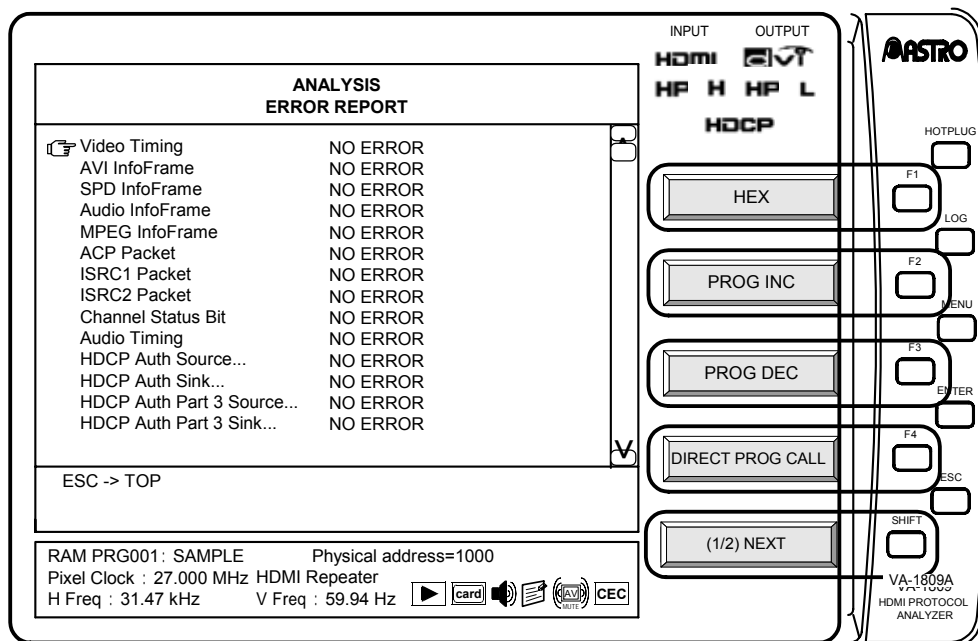 INPUT OUTPUT
HDMI DVI
HP H HP L
HDCP
ASTRO
ANALYSIS
ERROR REPORT
Video Timing NO ERROR
AVI InfoFrame NO ERROR
SPD InfoFrame NO ERROR
Audio InfoFrame NO ERROR
MPEG InfoFrame NO ERROR
ACP Packet NO ERROR
ISRC1 Packet NO ERROR
ISRC2 Packet NO ERROR
Channel Status Bit NO ERROR
Audio Timing NO ERROR
HDCP Auth Source... NO ERROR
HDCP Auth Sink... NO ERROR
HDCP Auth Part 3 Source... NO ERROR
HDCP Auth Part 3 Sink... NO ERROR
V
ESC -> TOP
RAM PRG001: SAMPLE Physical address=1000
Pixel Clock : 27.000 MHz HDMI Repeater
H Freq : 31.47 kHz V Freq : 59.94 Hz card AV MUTE CEC
HEX
PROG INC
PROG DEC
DIRECT PROG CALL
(1/2) NEXT
HOTPLUG
F1
LOG
F2
MENU
F3
ENTER
F4
ESC
SHIFT
VA-1809A
HDMI PROTOCOL
ANALYZER